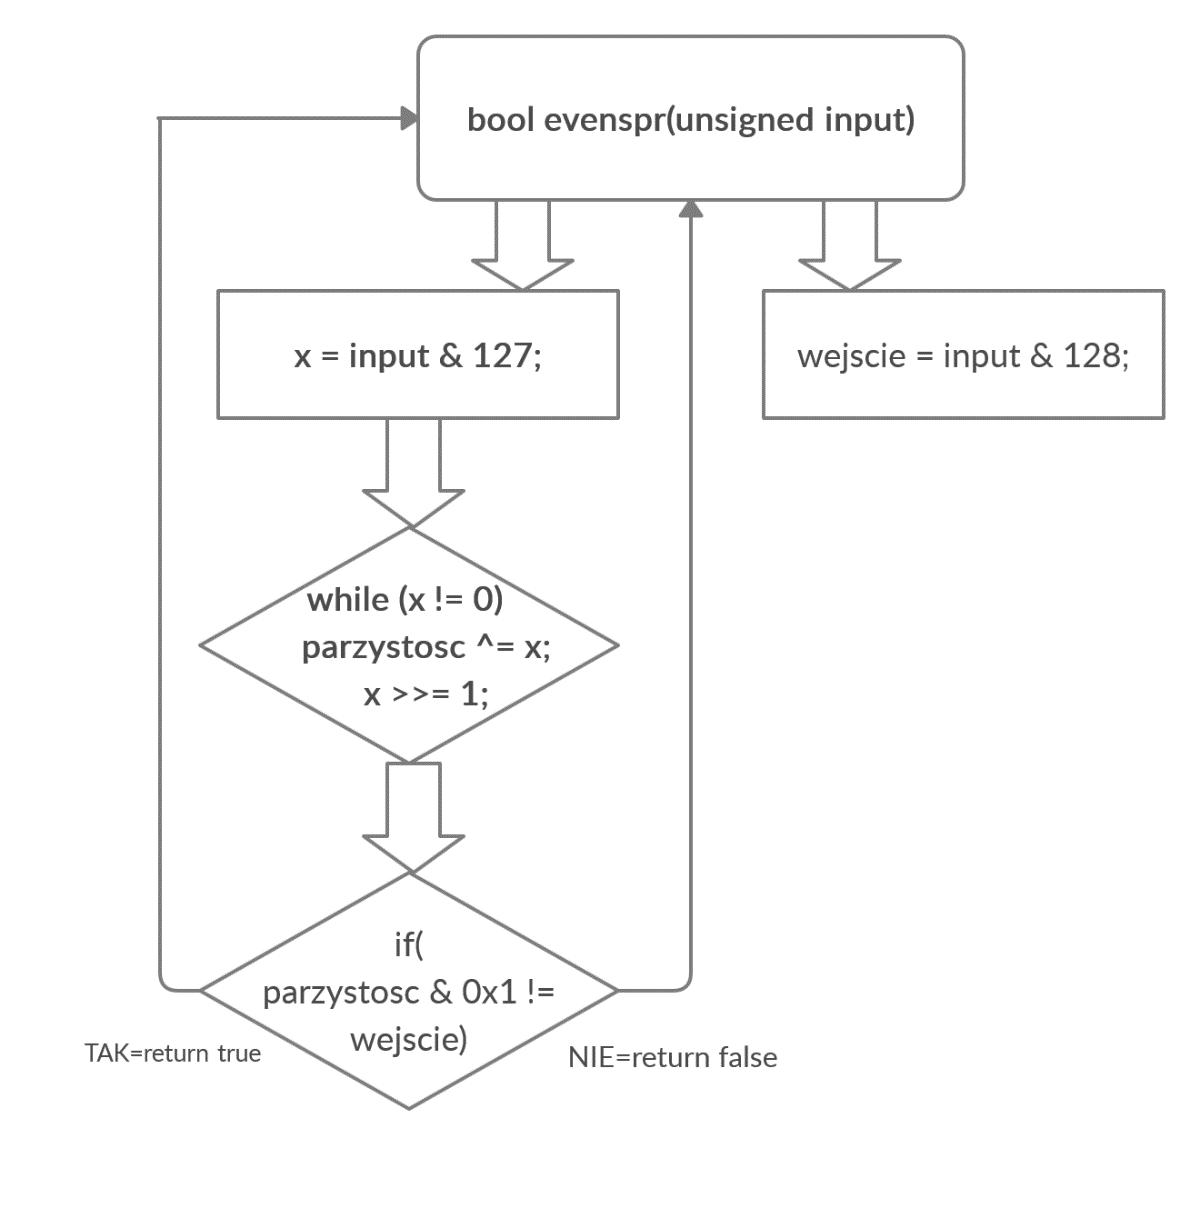 bool evenspr(unsigned input)
x = input & 127;
wejscie = input & 128;
while (x != 0)
parzystosc ^= x;
x >>= 1;
if(
parzystosc & 0x1 !=
wejscie)
TAK=return true
NIE=return false